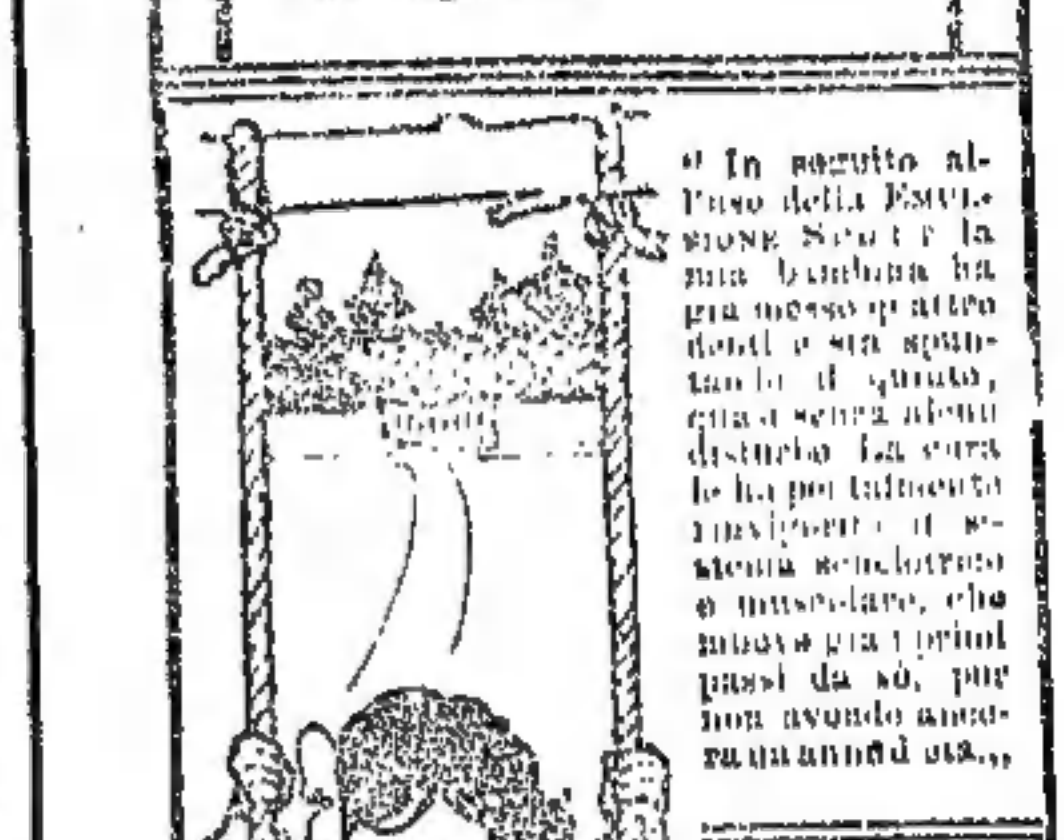 “ In seguito al-
l'uso della EMUL-
SIONE SCOTT la
mia bambina ha
già messo quattro
denti e sta spun-
tando il quinto,
quasi senza alcun
disturbo. La cura
le ha poi talmente
rinvigorito il si-
stema scheletrico
e muscolare, che
muove già i primi
passi da sè, pur
non avendo anco-
ra un anno d'età.„